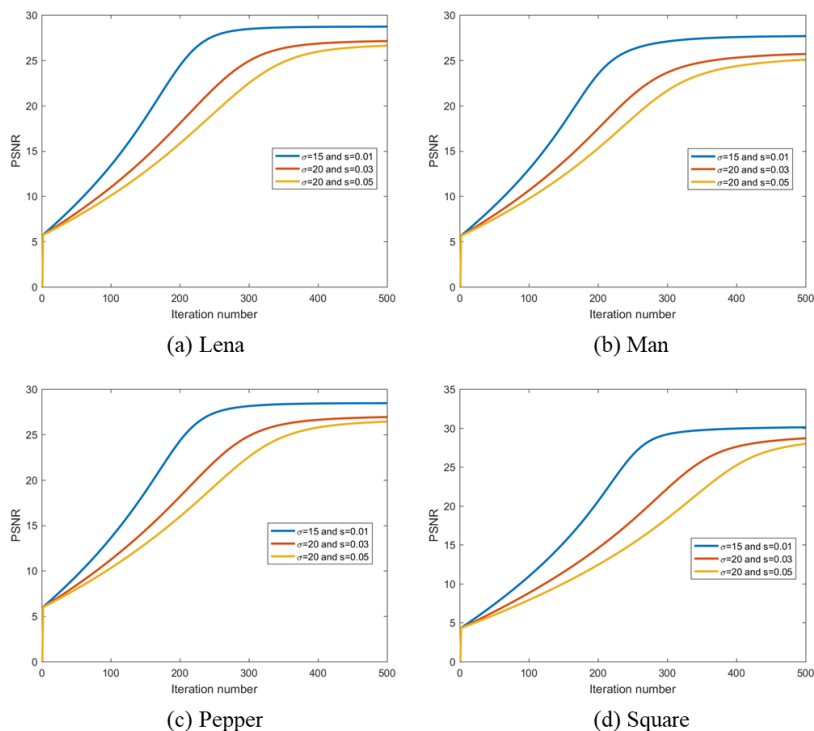 30
25
20
15
10
5
0
PSNR
σ=15 and s=0.01
σ=20 and s=0.03
σ=20 and s=0.05
0 100 200 300 400 500
Iteration number
(a) Lena
30
25
20
15
10
5
0
PSNR
σ=15 and s=0.01
σ=20 and s=0.03
σ=20 and s=0.05
0 100 200 300 400 500
Iteration number
(b) Man
30
25
20
15
10
5
0
PSNR
σ=15 and s=0.01
σ=20 and s=0.03
σ=20 and s=0.05
0 100 200 300 400 500
Iteration number
(c) Pepper
35
30
25
20
15
10
5
0
PSNR
σ=15 and s=0.01
σ=20 and s=0.03
σ=20 and s=0.05
0 100 200 300 400 500
Iteration number
(d) Square